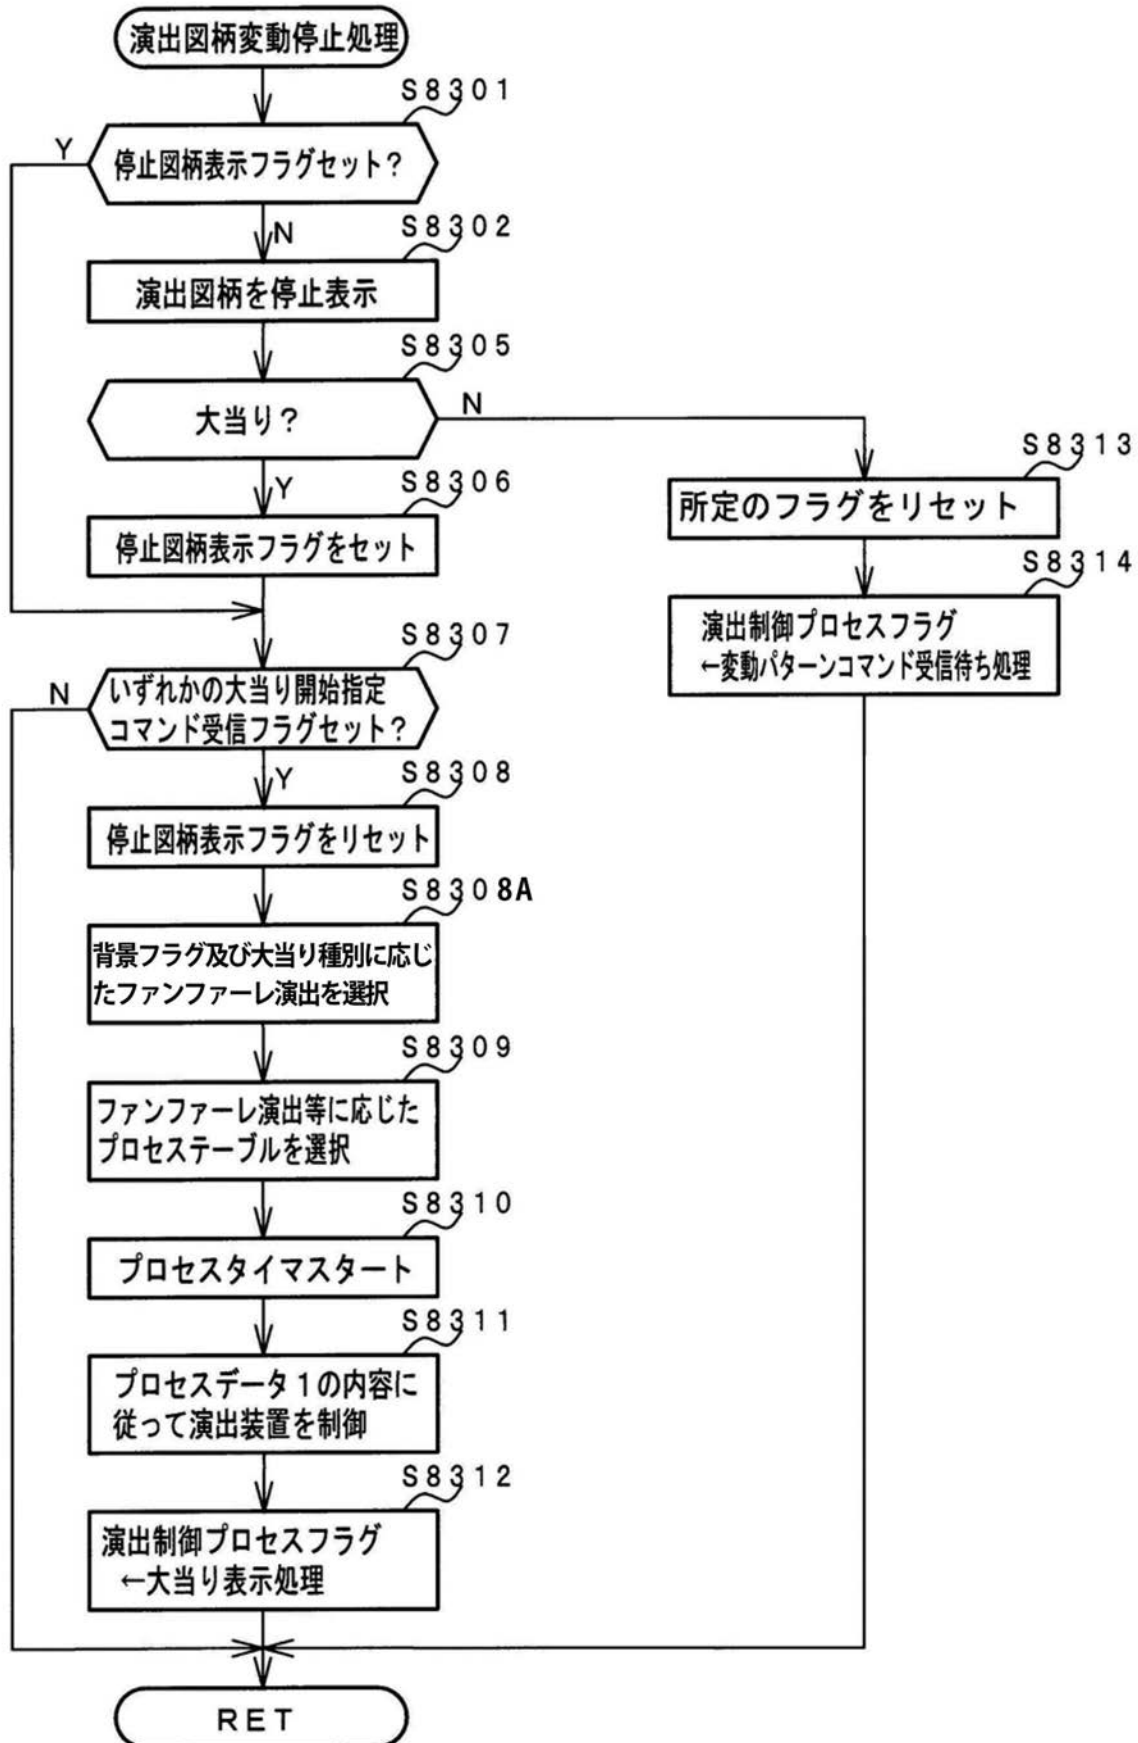 演出図柄変動停止処理
S8301
停止図柄表示フラグセット?
Y
N
S8302
演出図柄を停止表示
S8305
大当り?
N
Y
S8306
停止図柄表示フラグをセット
S8313
所定のフラグをリセット
S8314
演出制御プロセスフラグ
←変動パターンコマンド受信待ち処理
S8307
いずれかの大当り開始指定
コマンド受信フラグセット?
N
Y
S8308
停止図柄表示フラグをリセット
S8308A
背景フラグ及び大当り種別に応じ
たファンファーレ演出を選択
S8309
ファンファーレ演出等に応じた
プロセステーブルを選択
S8310
プロセスタイマスタート
S8311
プロセスデータ1の内容に
従って演出装置を制御
S8312
演出制御プロセスフラグ
←大当り表示処理
RET